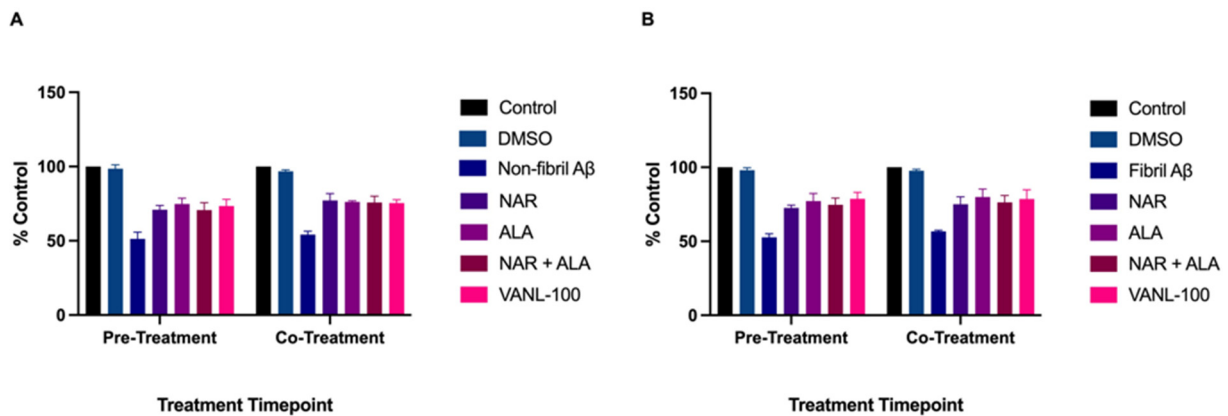 A
150
100
50
0
% Control
Pre-Treatment
Co-Treatment
Treatment Timepoint
Control
DMSO
Non-fibril Aβ
NAR
ALA
NAR + ALA
VANL-100
B
150
100
50
0
% Control
Pre-Treatment
Co-Treatment
Treatment Timepoint
Control
DMSO
Fibril Aβ
NAR
ALA
NAR + ALA
VANL-100